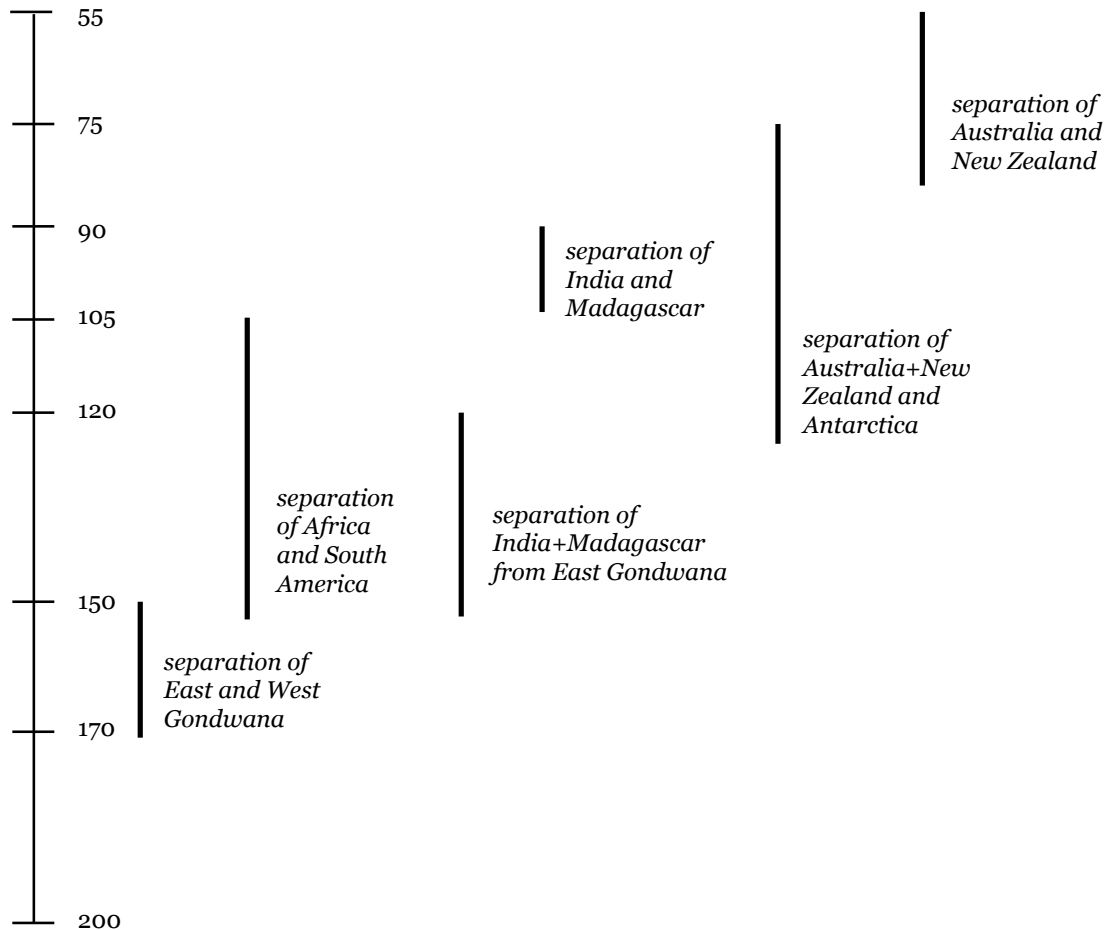 55
75
90
105
120
150
170
200
separation of
Australia and
New Zealand
separation of
India and
Madagascar
separation of
Australia+New
Zealand and
Antarctica
separation
of Africa
and South
America
separation of
India+Madagascar
from East Gondwana
separation of
East and West
Gondwana